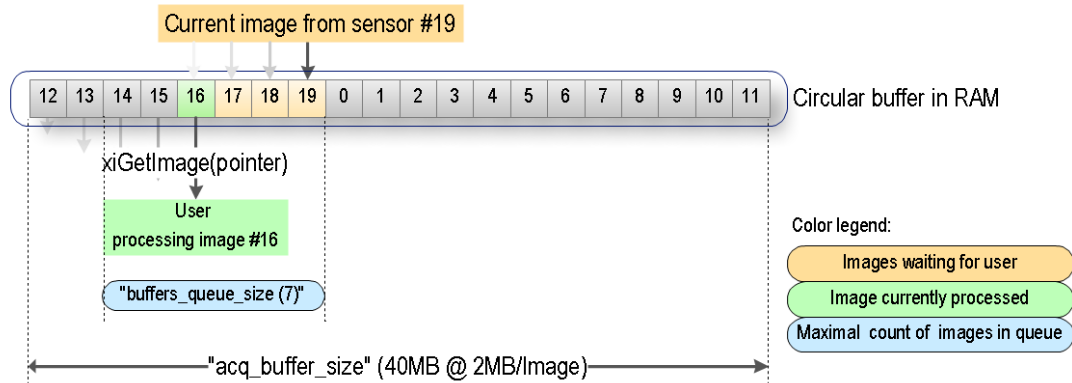 Current image from sensor #19
12 13 14 15 16 17 18 19 0 1 2 3 4 5 6 7 8 9 10 11
Circular buffer in RAM
xiGetImage(pointer)
User
processing image #16
"buffers_queue_size (7)"
Color legend:
Images waiting for user
Image currently processed
Maximal count of images in queue
"acq_buffer_size" (40MB @ 2MB/Image)